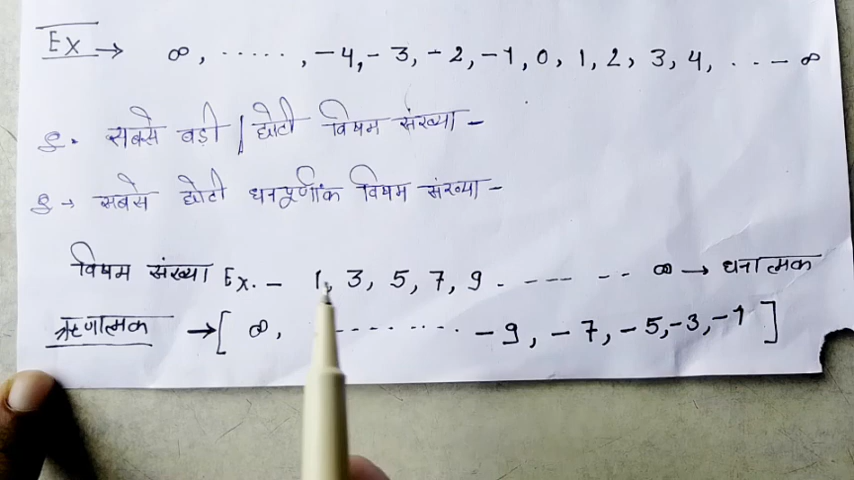 Ex → ∞, ....., -4, -3, -2, -1, 0, 1, 2, 3, 4, ...- ∞
Q. सबसे बड़ी / छोटी विषम संख्या -
Q → सबसे छोटी धनपूर्णांक विषम संख्या -
विषम संख्या Ex. - 1, 3, 5, 7, 9 - --- -- ∞ → धनात्मक
ऋणात्मक → [ ∞, -------- -9, -7, -5, -3, -1 ]